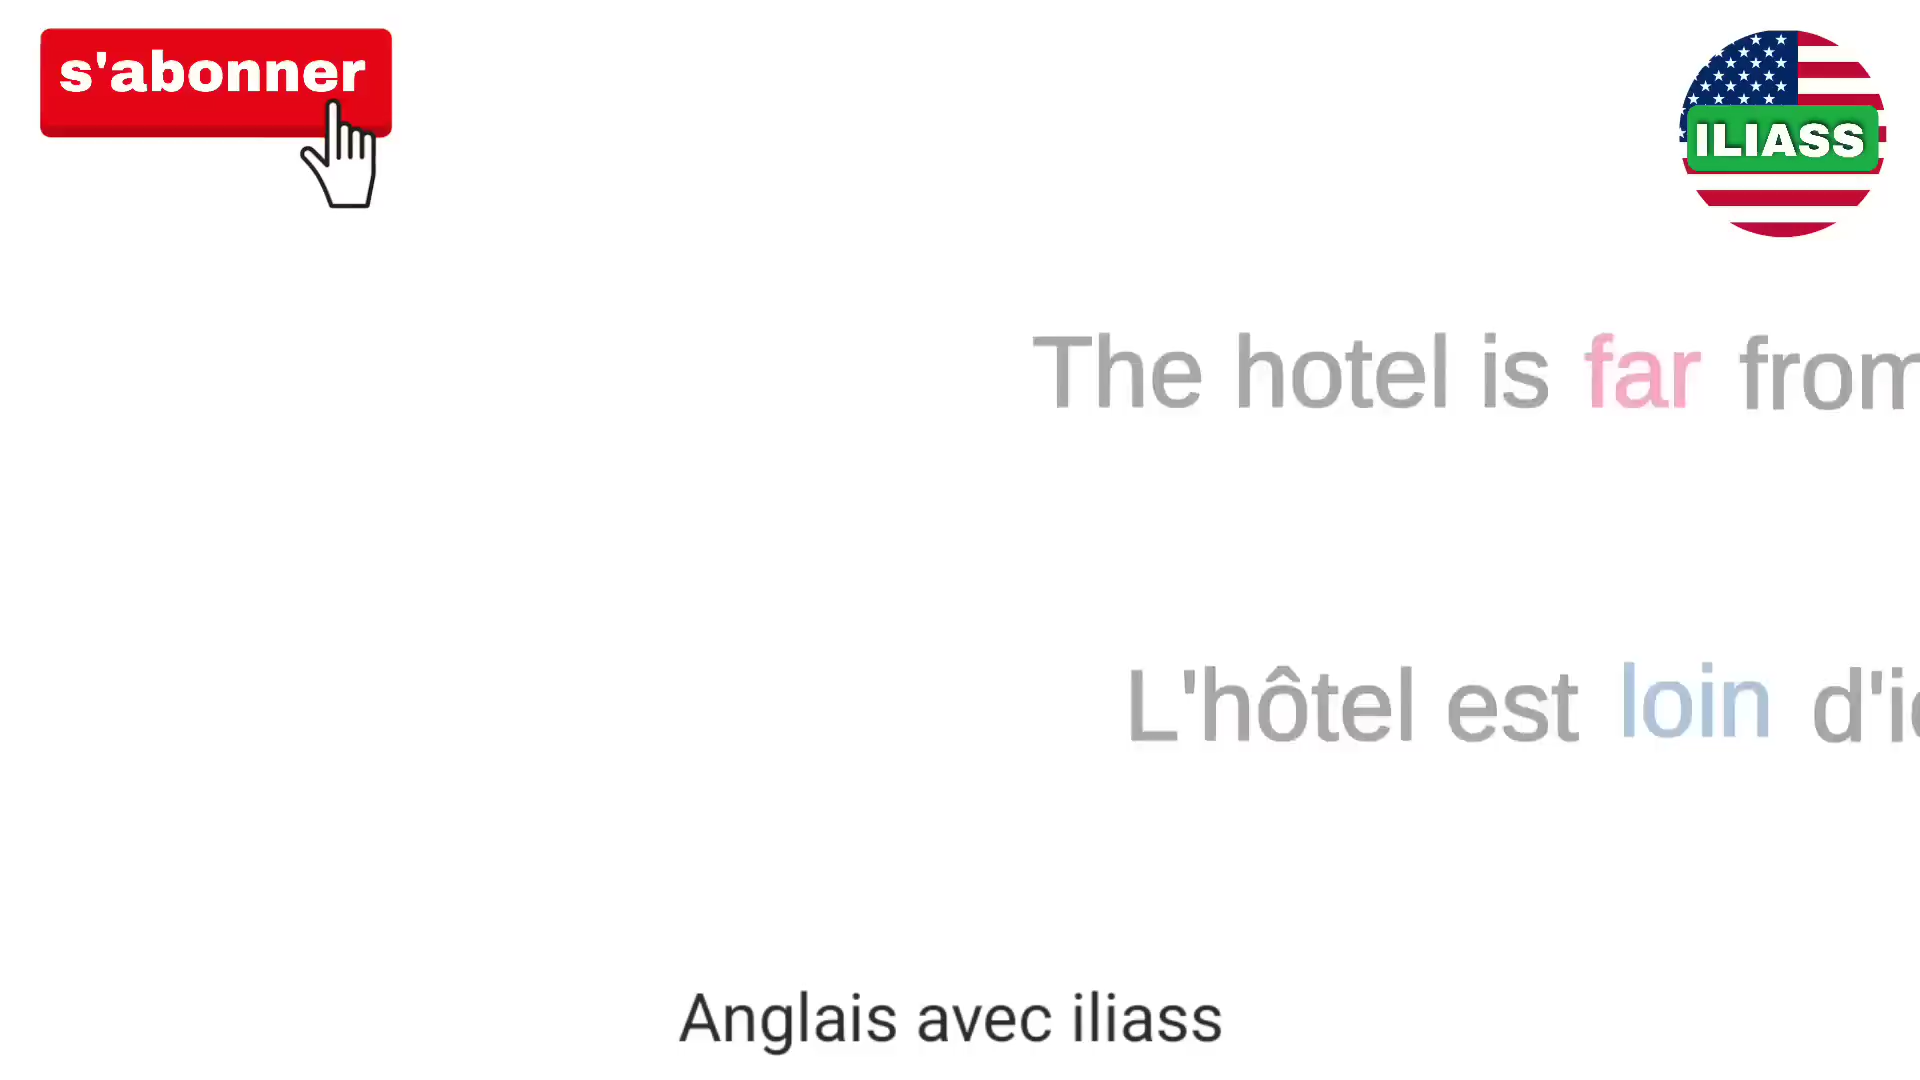 s'abonner
ILIASS
The hotel is far from
L'hôtel est loin
Anglais avec iliass